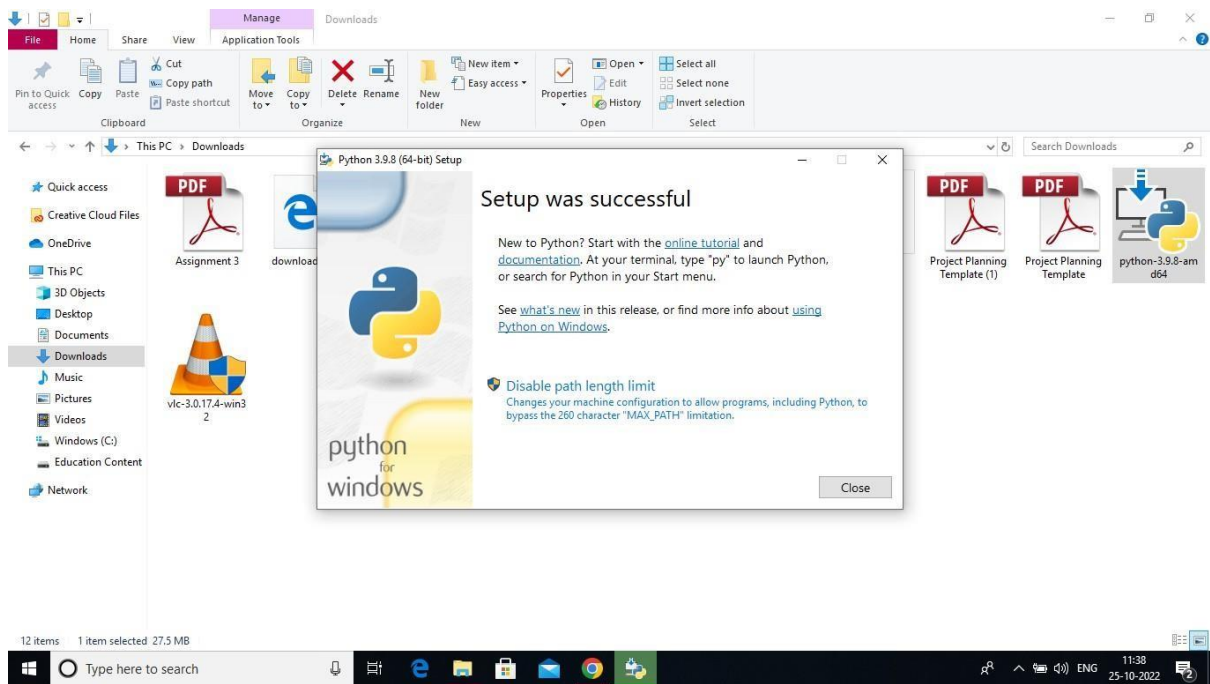 Manage
Downloads
File
Home
Share
View
Application Tools
Pin to Quick
access
Copy
Paste
Cut
Copy path
Paste shortcut
Clipboard
Move
to
Copy
to
Delete
Rename
Organize
New
folder
New item
Easy access
New
Properties
Open
Edit
History
Open
Select all
Select none
Invert selection
Select
This PC › Downloads
Search Downloads
Quick access
Creative Cloud Files
OneDrive
This PC
3D Objects
Desktop
Documents
Downloads
Music
Pictures
Videos
Windows (C:)
Education Content
Network
PDF
Assignment 3
download
vlc-3.0.17.4-win3
2
Python 3.9.8 (64-bit) Setup
Setup was successful
New to Python? Start with the online tutorial and
documentation. At your terminal, type "py" to launch Python,
or search for Python in your Start menu.
See what's new in this release, or find more info about using
Python on Windows.
Disable path length limit
Changes your machine configuration to allow programs, including Python, to
bypass the 260 character "MAX_PATH" limitation.
python
for
windows
Close
PDF
Project Planning
Template (1)
PDF
Project Planning
Template
python-3.9.8-am
d64
12 items
1 item selected 27.5 MB
Type here to search
ENG
11:38
25-10-2022
2